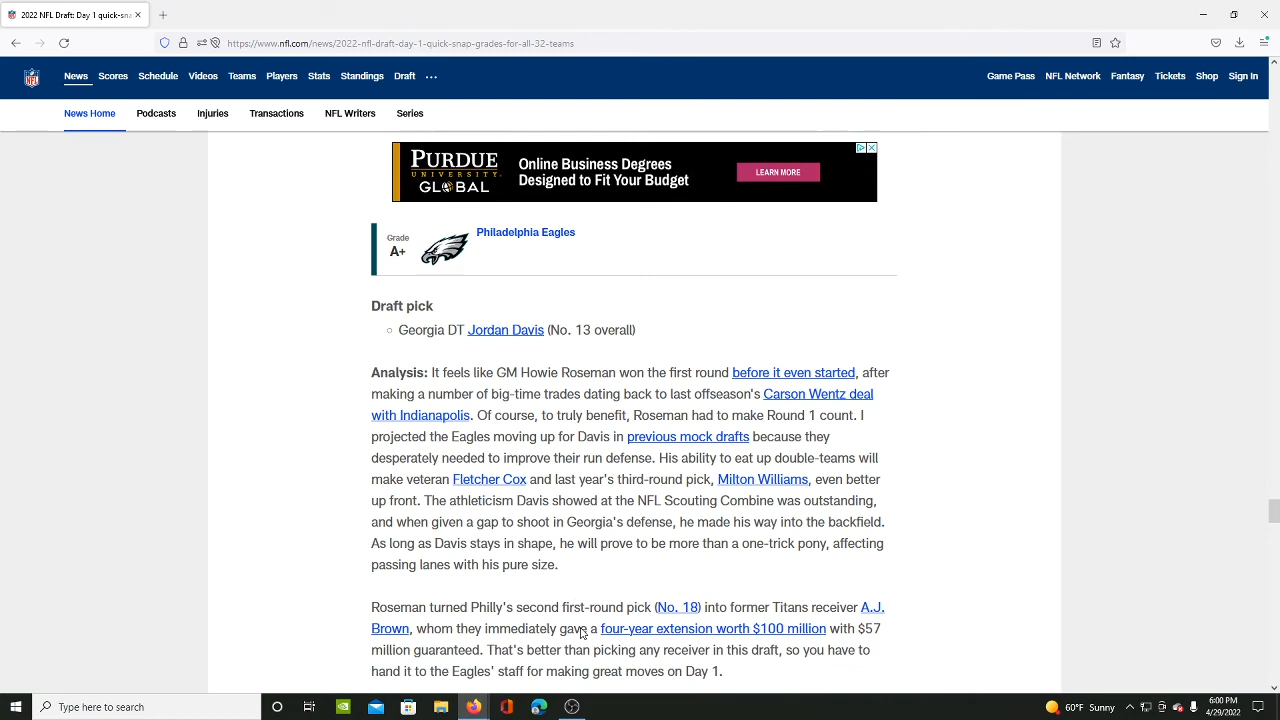 2022 NFL Draft: Day 1 quick-sna
https://www.nfl.com/news/2022-nfl-draft-day-1-quick-snap-grades-for-all-32-teams
News Scores Schedule Videos Teams Players Stats Standings Draft ... Game Pass NFL Network Fantasy Tickets Shop Sign In
News Home Podcasts Injuries Transactions NFL Writers Series
PURDUE
UNIVERSITY.
GLOBAL
Online Business Degrees
Designed to Fit Your Budget
LEARN MORE
Grade
A+
Philadelphia Eagles
Draft pick
Georgia DT Jordan Davis (No. 13 overall)
Analysis: It feels like GM Howie Roseman won the first round before it even started, after
making a number of big-time trades dating back to last offseason's Carson Wentz deal
with Indianapolis. Of course, to truly benefit, Roseman had to make Round 1 count. I
projected the Eagles moving up for Davis in previous mock drafts because they
desperately needed to improve their run defense. His ability to eat up double-teams will
make veteran Fletcher Cox and last year's third-round pick, Milton Williams, even better
up front. The athleticism Davis showed at the NFL Scouting Combine was outstanding,
and when given a gap to shoot in Georgia's defense, he made his way into the backfield.
As long as Davis stays in shape, he will prove to be more than a one-trick pony, affecting
passing lanes with his pure size.
Roseman turned Philly's second first-round pick (No. 18) into former Titans receiver A.J.
Brown, whom they immediately gave a four-year extension worth $100 million with $57
million guaranteed. That's better than picking any receiver in this draft, so you have to
hand it to the Eagles' staff for making great moves on Day 1.
Type here to search
60°F Sunny
6:00 PM
4/29/2022